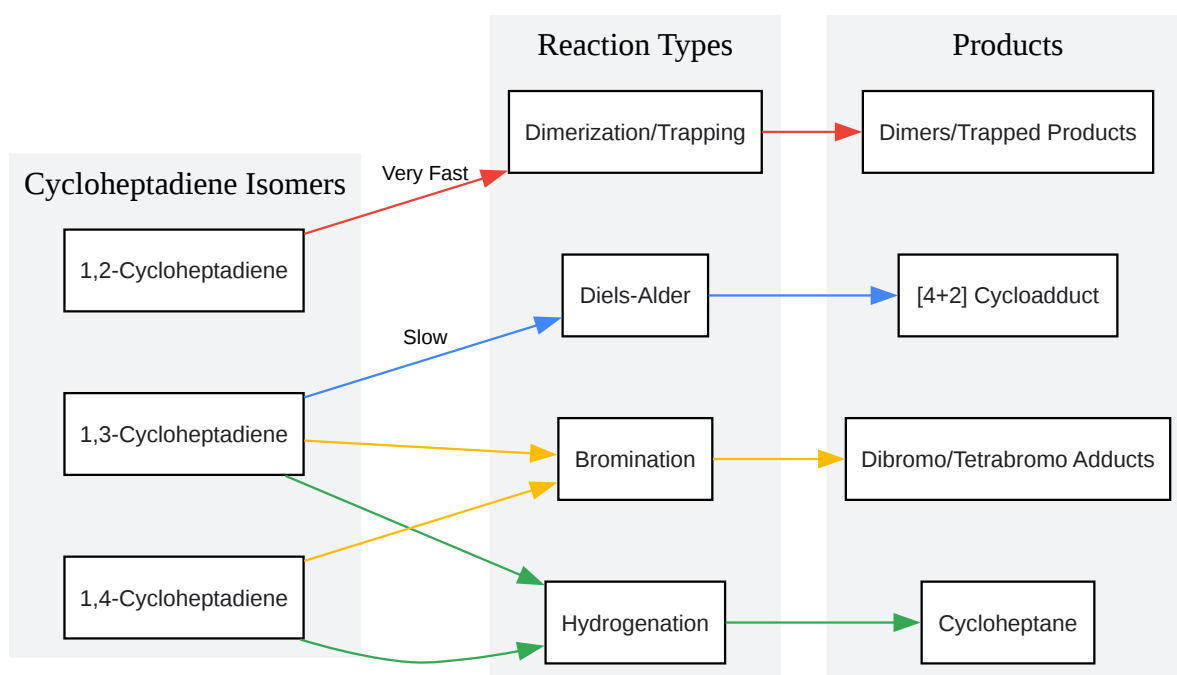 Cycloheptadiene Isomers
1,2-Cycloheptadiene
1,3-Cycloheptadiene
1,4-Cycloheptadiene
Very Fast
Slow
Reaction Types
Dimerization/Trapping
Diels-Alder
Bromination
Hydrogenation
Products
Dimers/Trapped Products
[4+2] Cycloadduct
Dibromo/Tetrabromo Adducts
Cycloheptane